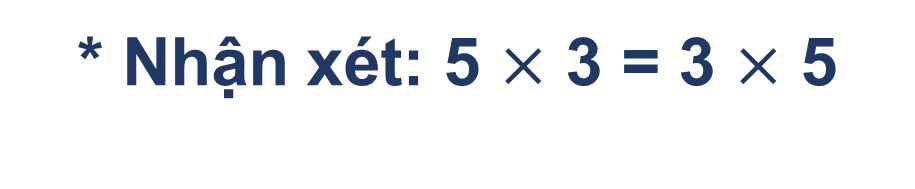 * Nhận xét: 5 × 3 = 3 × 5